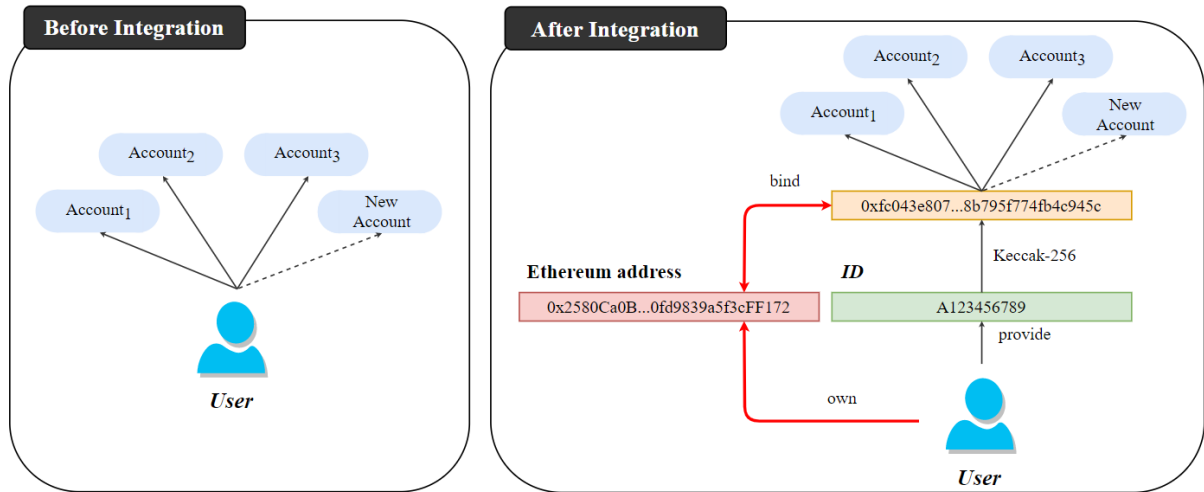 Before Integration
Account1
Account2
Account3
New
Account
User
After Integration
Account1
Account2
Account3
New
Account
bind
0xfc043e807...8b795f774fb4c945c
Keccak-256
Ethereum address
ID
0x2580Ca0B...0fd9839a5f3cFF172
A123456789
provide
own
User